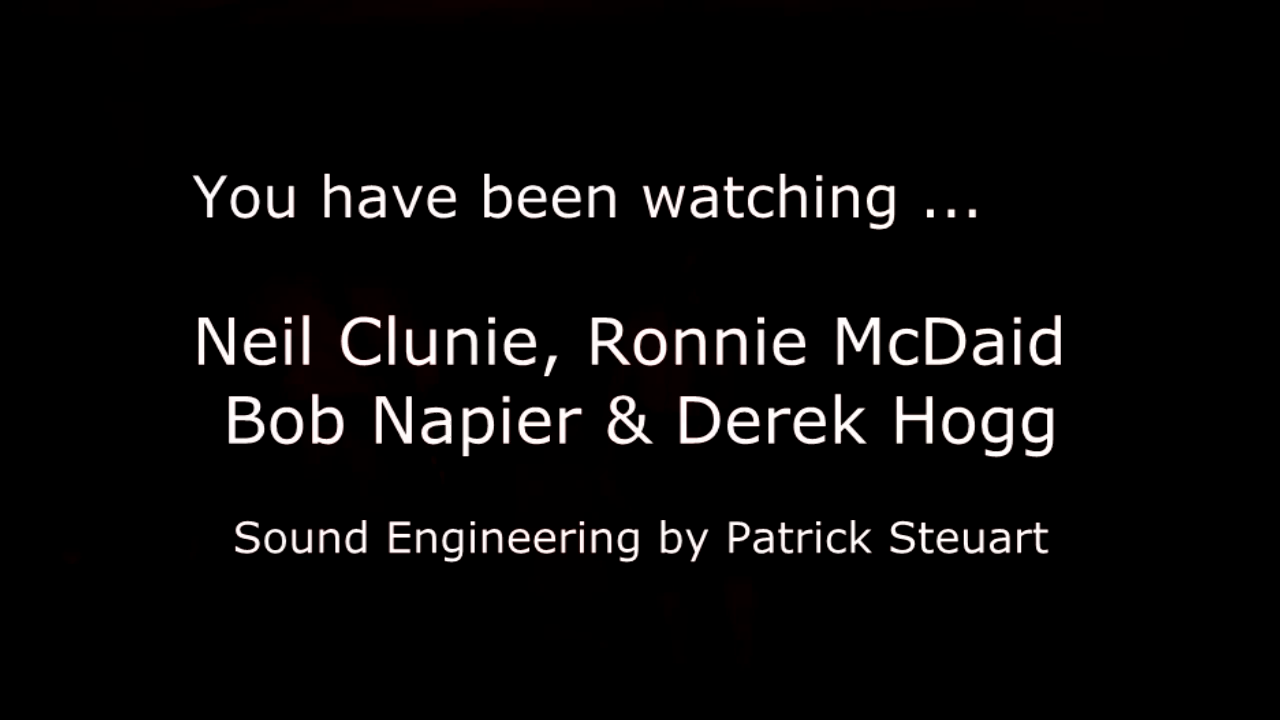 You have been watching ...
Neil Clunie, Ronnie McDaid
Bob Napier & Derek Hogg
Sound Engineering by Patrick Steuart